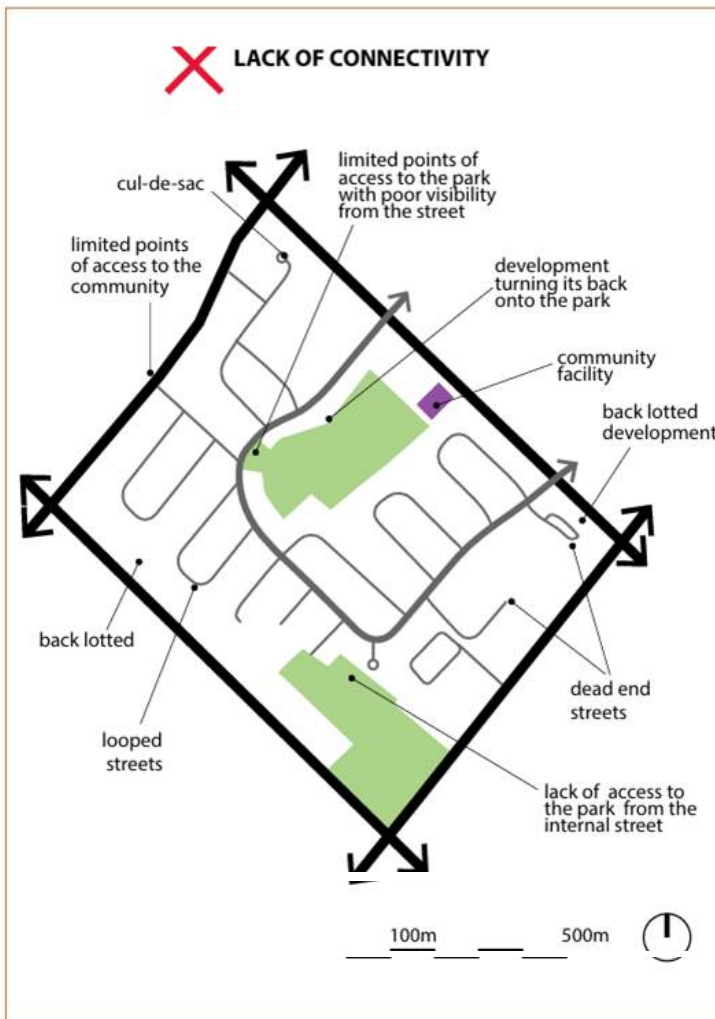 LACK OF CONNECTIVITY
limited points of
access to the park
with poor visibility
from the street
cul-de-sac
limited points
of access to the
community
development
turning its back
onto the park
community
facility
back lotted
development
back lotted
looped
streets
dead end
streets
lack of access to
the park from the
internal street
100m
500m